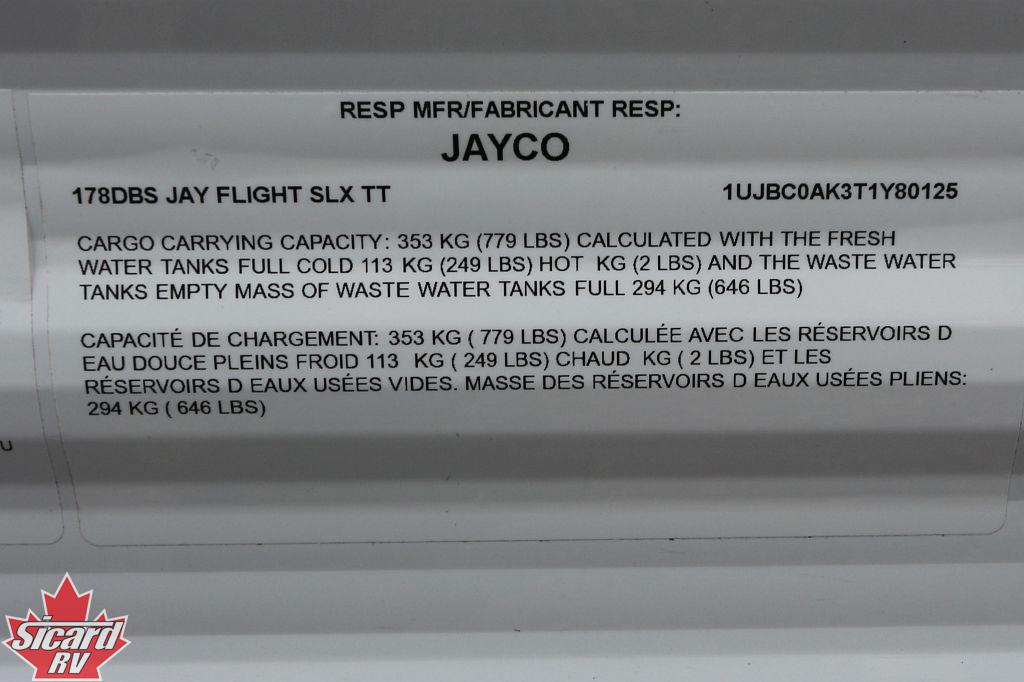 RESP MFR/FABRICANT RESP:
JAYCO
178DBS JAY FLIGHT SLX TT 1UJBC0AK3T1Y80125
CARGO CARRYING CAPACITY: 353 KG (779 LBS) CALCULATED WITH THE FRESH
WATER TANKS FULL COLD 113 KG (249 LBS) HOT KG (2 LBS) AND THE WASTE WATER
TANKS EMPTY MASS OF WASTE WATER TANKS FULL 294 KG (646 LBS)
CAPACITÉ DE CHARGEMENT: 353 KG ( 779 LBS) CALCULÉE AVEC LES RÉSERVOIRS D
EAU DOUCE PLEINS FROID 113 KG ( 249 LBS) CHAUD KG ( 2 LBS) ET LES
RÉSERVOIRS D EAUX USÉES VIDES. MASSE DES RÉSERVOIRS D EAUX USÉES PLIENS:
294 KG ( 646 LBS)
U
Sicard
RV